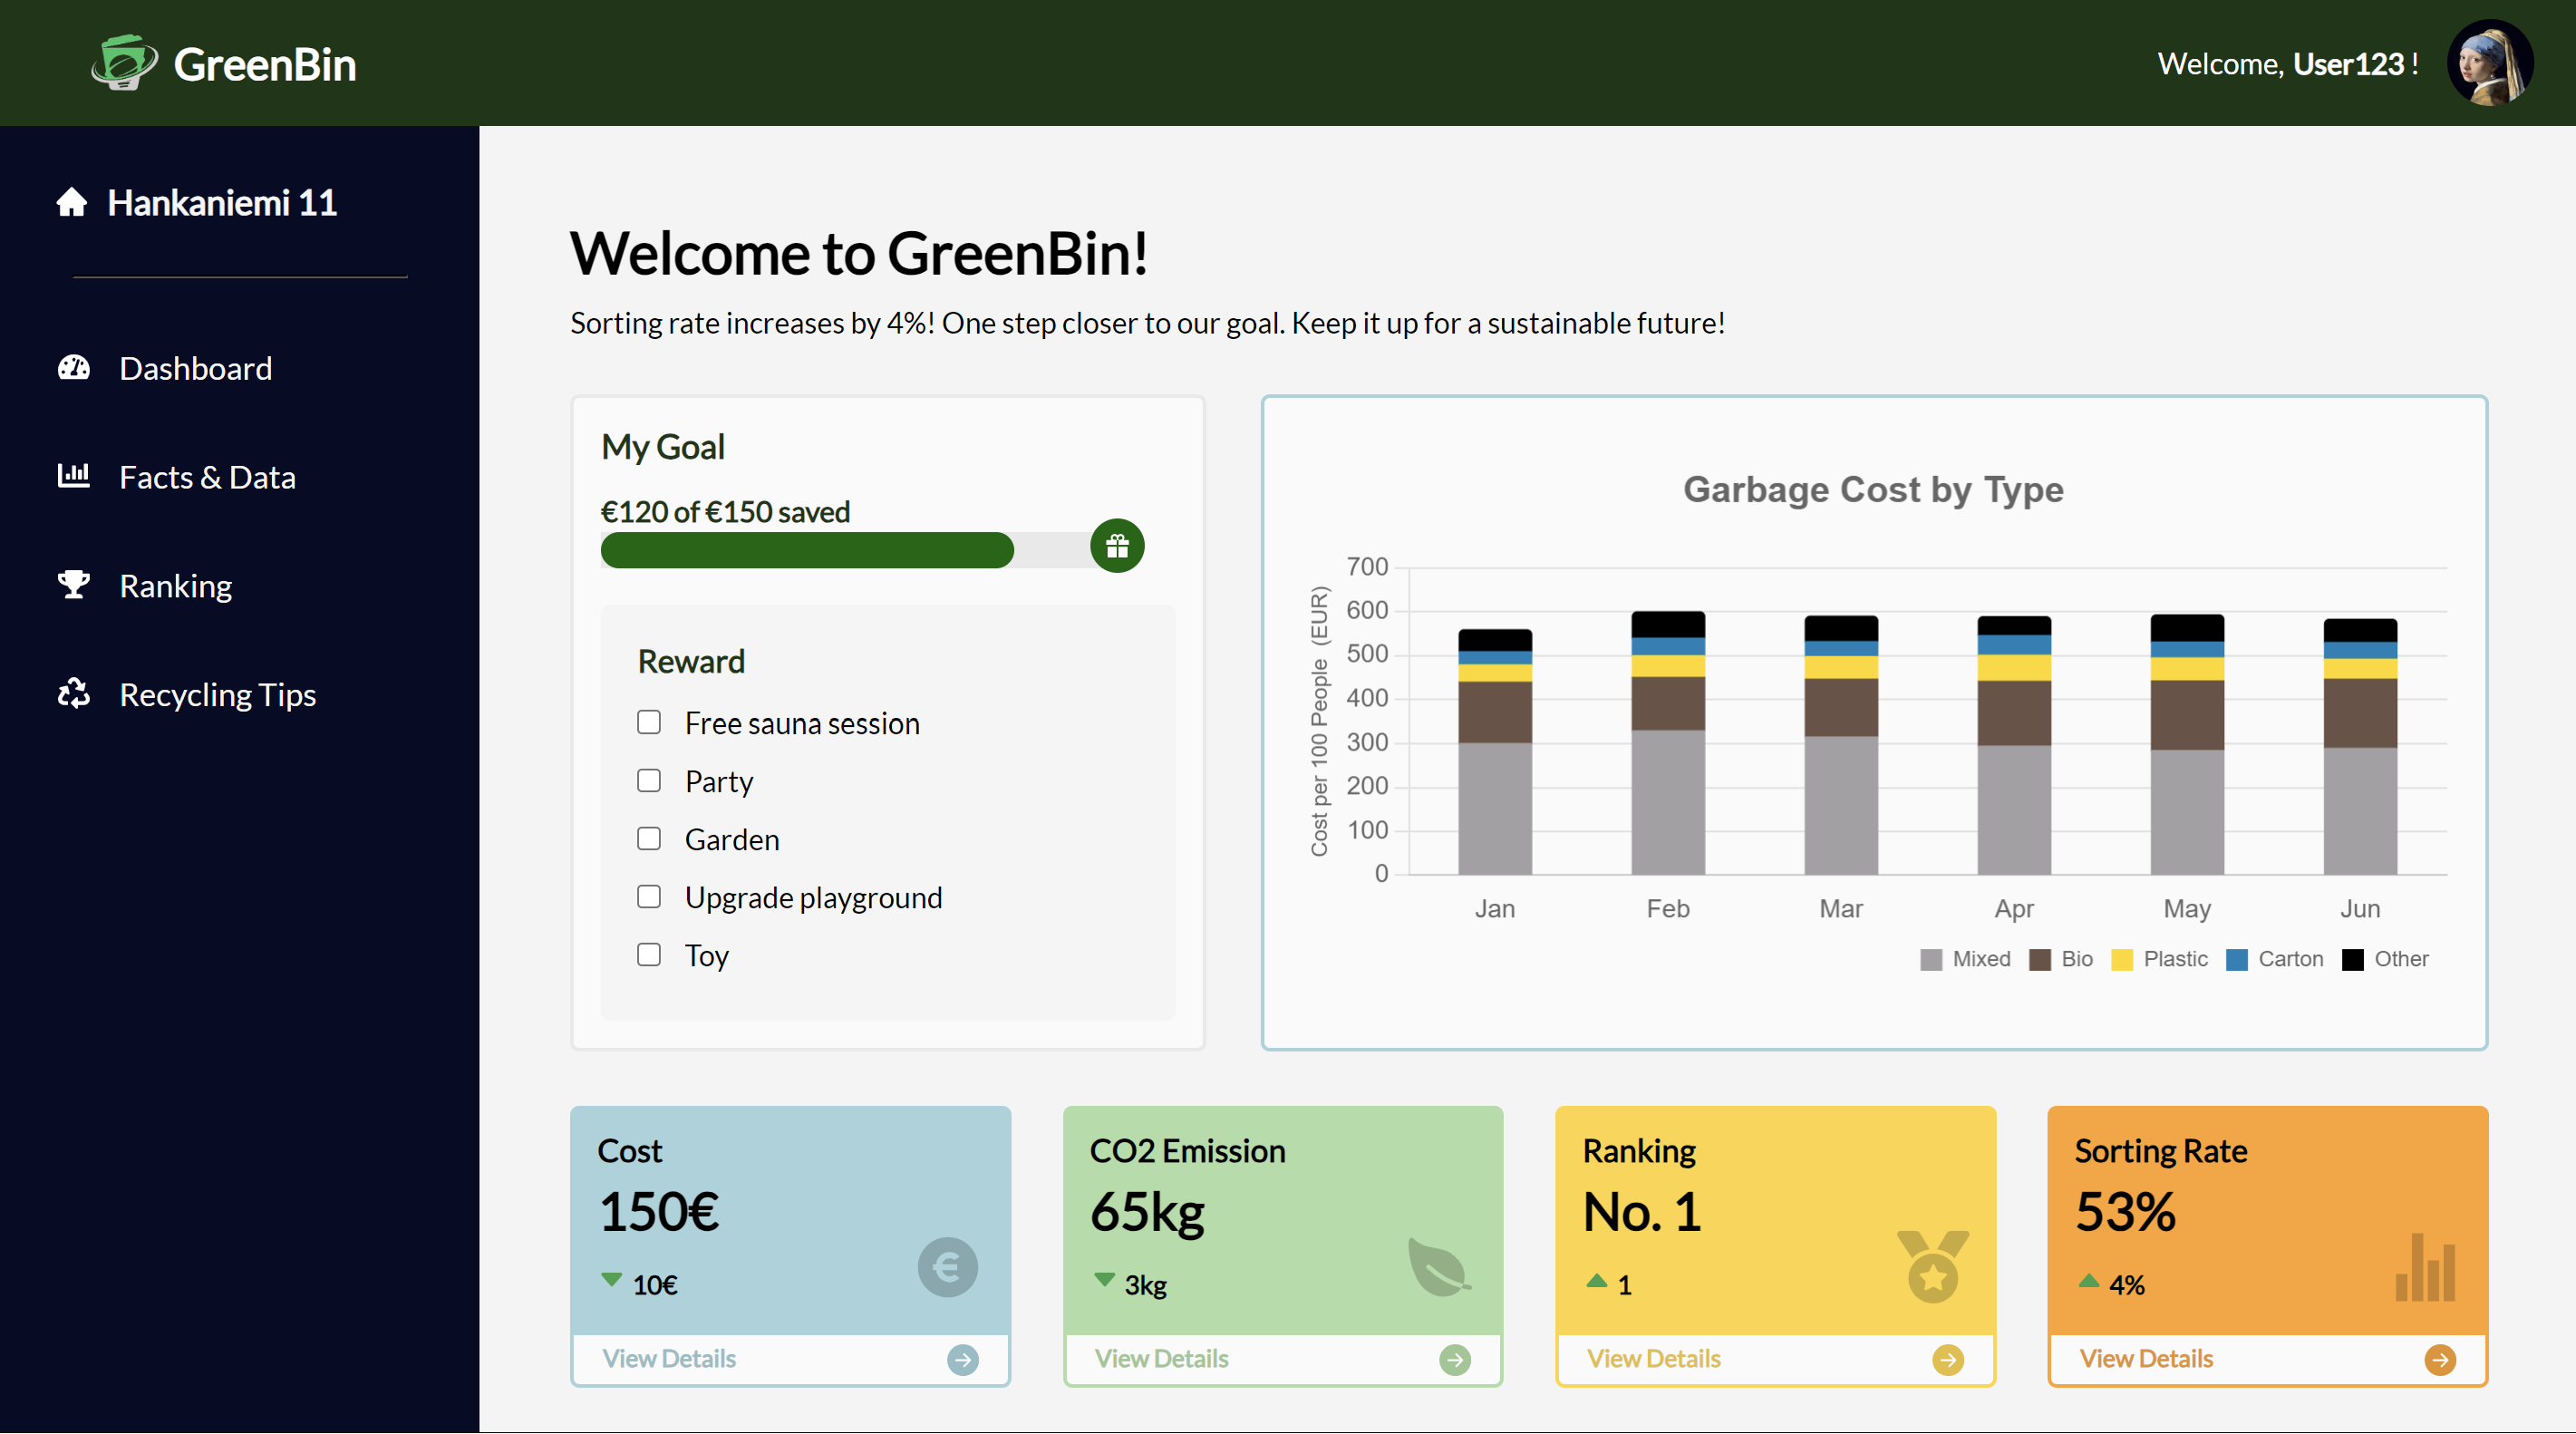 GreenBin
Welcome, User123 !
Hankaniemi 11
Dashboard
Facts & Data
Ranking
Recycling Tips
Welcome to GreenBin!
Sorting rate increases by 4%! One step closer to our goal. Keep it up for a sustainable future!
My Goal
€120 of €150 saved
Reward
Free sauna session
Party
Garden
Upgrade playground
Toy
Garbage Cost by Type
Cost per 100 People (EUR)
700
600
500
400
300
200
100
0
Jan Feb Mar Apr May Jun
Mixed Bio Plastic Carton Other
Cost
150€
10€
€
View Details
CO2 Emission
65kg
3kg
View Details
Ranking
No. 1
1
View Details
Sorting Rate
53%
4%
View Details